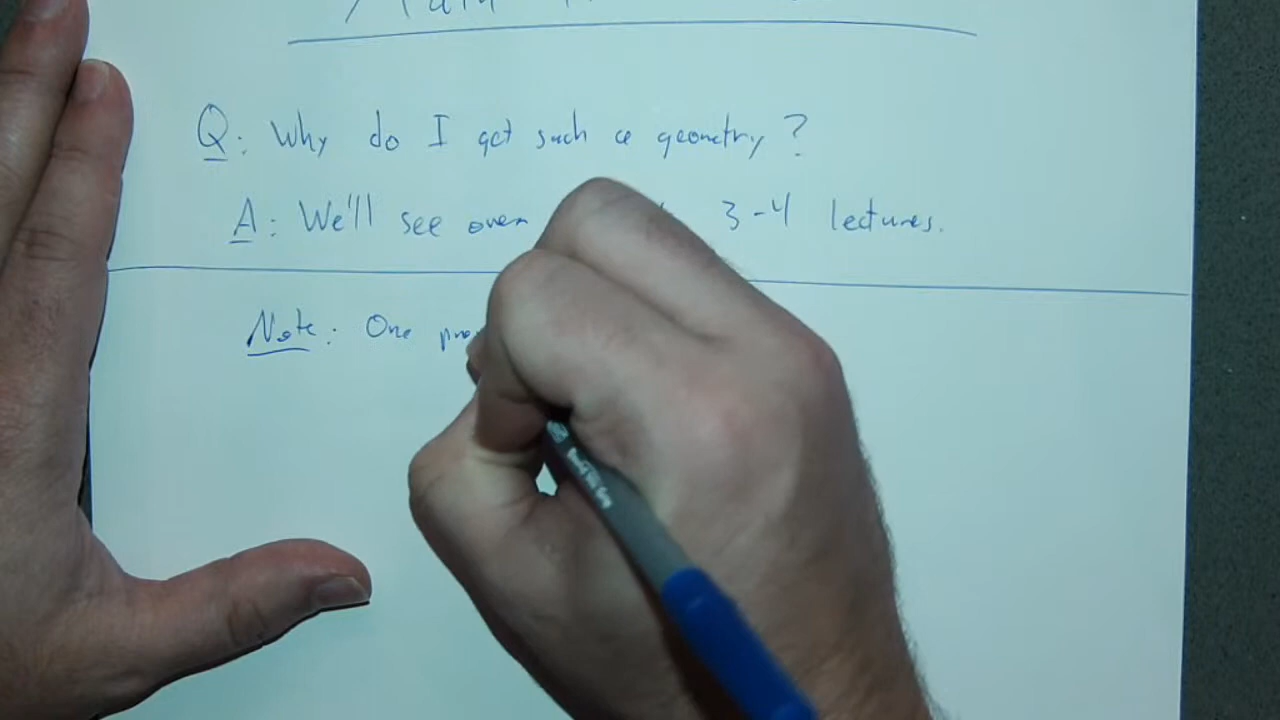 Q: Why do I get such a geometry?
A: We'll see over 3-4 lectures.
Note: One